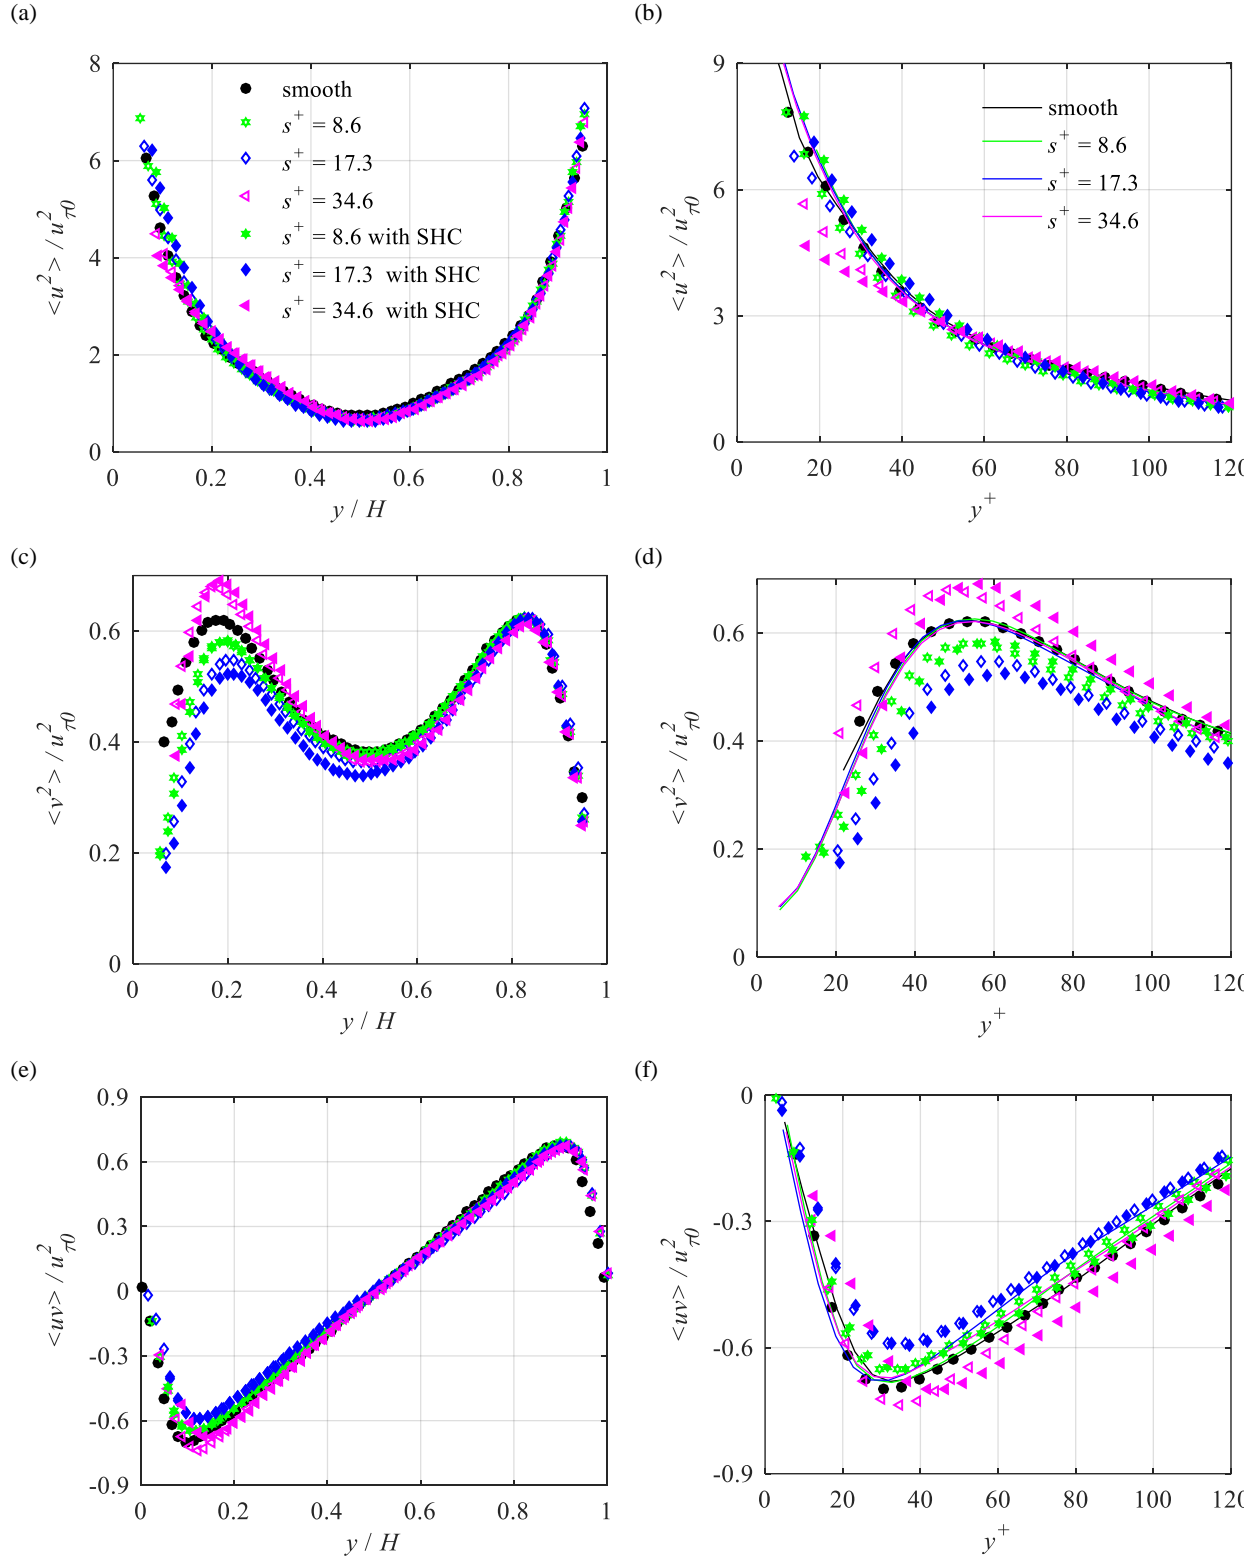 (a)
8
6
4
2
0
0
0.2
0.4
0.6
0.8
1
<u²> / u²τ0
y / H
smooth
s⁺ = 8.6
s⁺ = 17.3
s⁺ = 34.6
s⁺ = 8.6 with SHC
s⁺ = 17.3 with SHC
s⁺ = 34.6 with SHC
(b)
9
6
3
0
0
20
40
60
80
100
120
<u²> / u²τ0
y⁺
smooth
s⁺ = 8.6
s⁺ = 17.3
s⁺ = 34.6
(c)
0.6
0.4
0.2
0
0
0.2
0.4
0.6
0.8
1
<v²> / u²τ0
y / H
(d)
0.6
0.4
0.2
0
0
20
40
60
80
100
120
<v²> / u²τ0
y⁺
(e)
0.9
0.6
0.3
0
-0.3
-0.6
-0.9
0
0.2
0.4
0.6
0.8
1
<uv> / u²τ0
y / H
(f)
0
-0.3
-0.6
-0.9
0
20
40
60
80
100
120
<uv> / u²τ0
y⁺